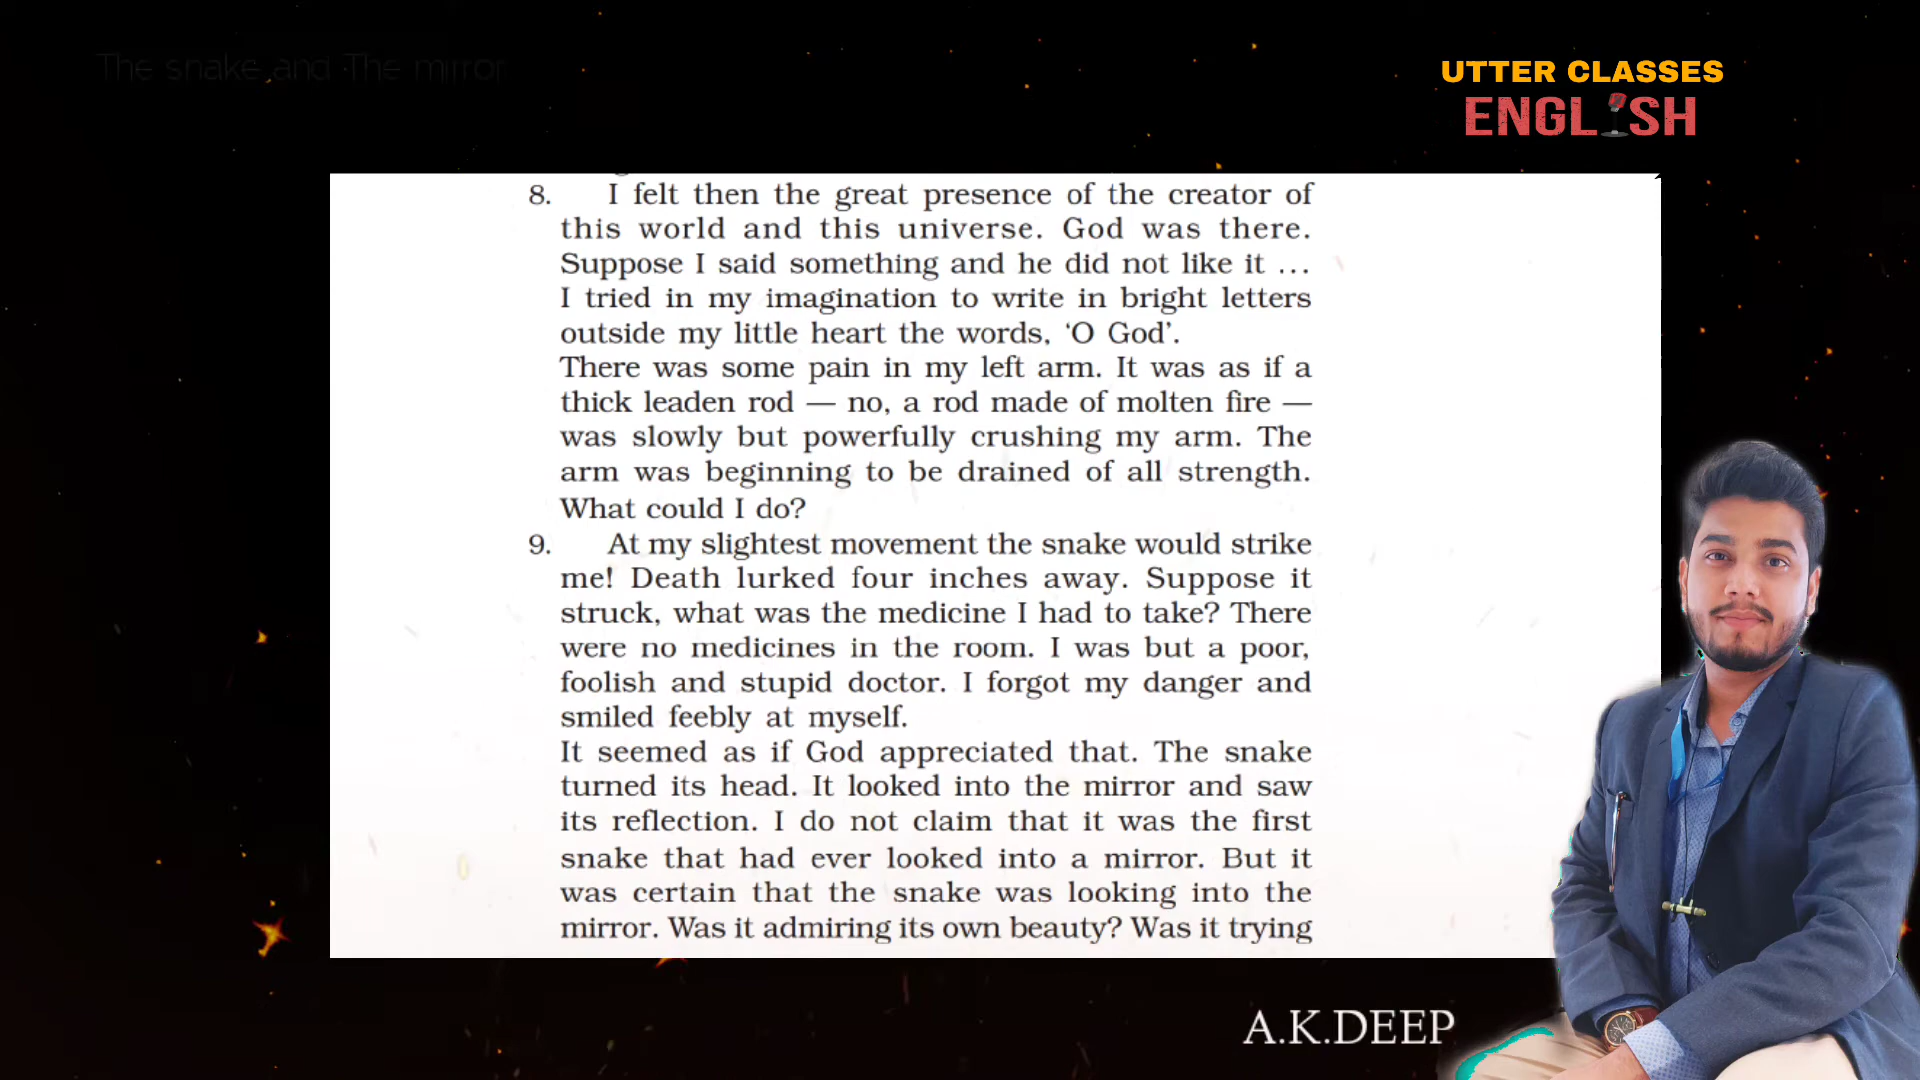 The snake and The mirror
UTTER CLASSES
ENGLISH
8. I felt then the great presence of the creator of
this world and this universe. God was there.
Suppose I said something and he did not like it …
I tried in my imagination to write in bright letters
outside my little heart the words, ‘O God’.
There was some pain in my left arm. It was as if a
thick leaden rod — no, a rod made of molten fire —
was slowly but powerfully crushing my arm. The
arm was beginning to be drained of all strength.
What could I do?
9. At my slightest movement the snake would strike
me! Death lurked four inches away. Suppose it
struck, what was the medicine I had to take? There
were no medicines in the room. I was but a poor,
foolish and stupid doctor. I forgot my danger and
smiled feebly at myself.
It seemed as if God appreciated that. The snake
turned its head. It looked into the mirror and saw
its reflection. I do not claim that it was the first
snake that had ever looked into a mirror. But it
was certain that the snake was looking into the
mirror. Was it admiring its own beauty? Was it trying
A.K.DEEP